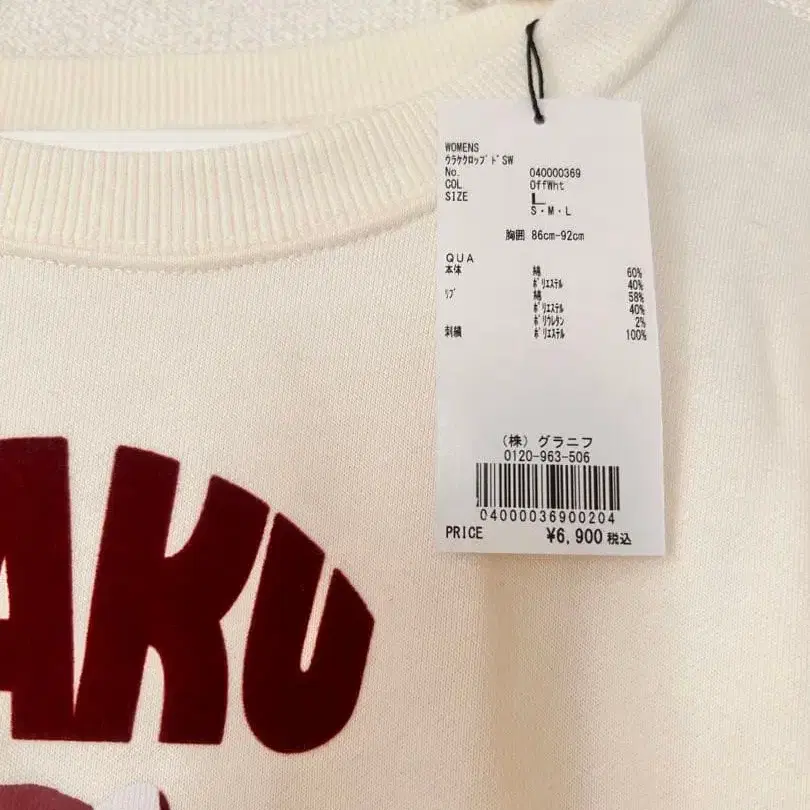 WOMENS
ウラケクロップドSW
No. 040000369
COL OffWht
SIZE L
S・M・L
胸囲 86cm-92cm
QUA
本体 綿 60%
ポリエステル 40%
リブ 綿 58%
ポリエステル 40%
ポリウレタン 2%
刺繍 ポリエステル 100%
(株) グラニフ
0120-963-506
04000036900204
PRICE ¥6,900税込
AKU